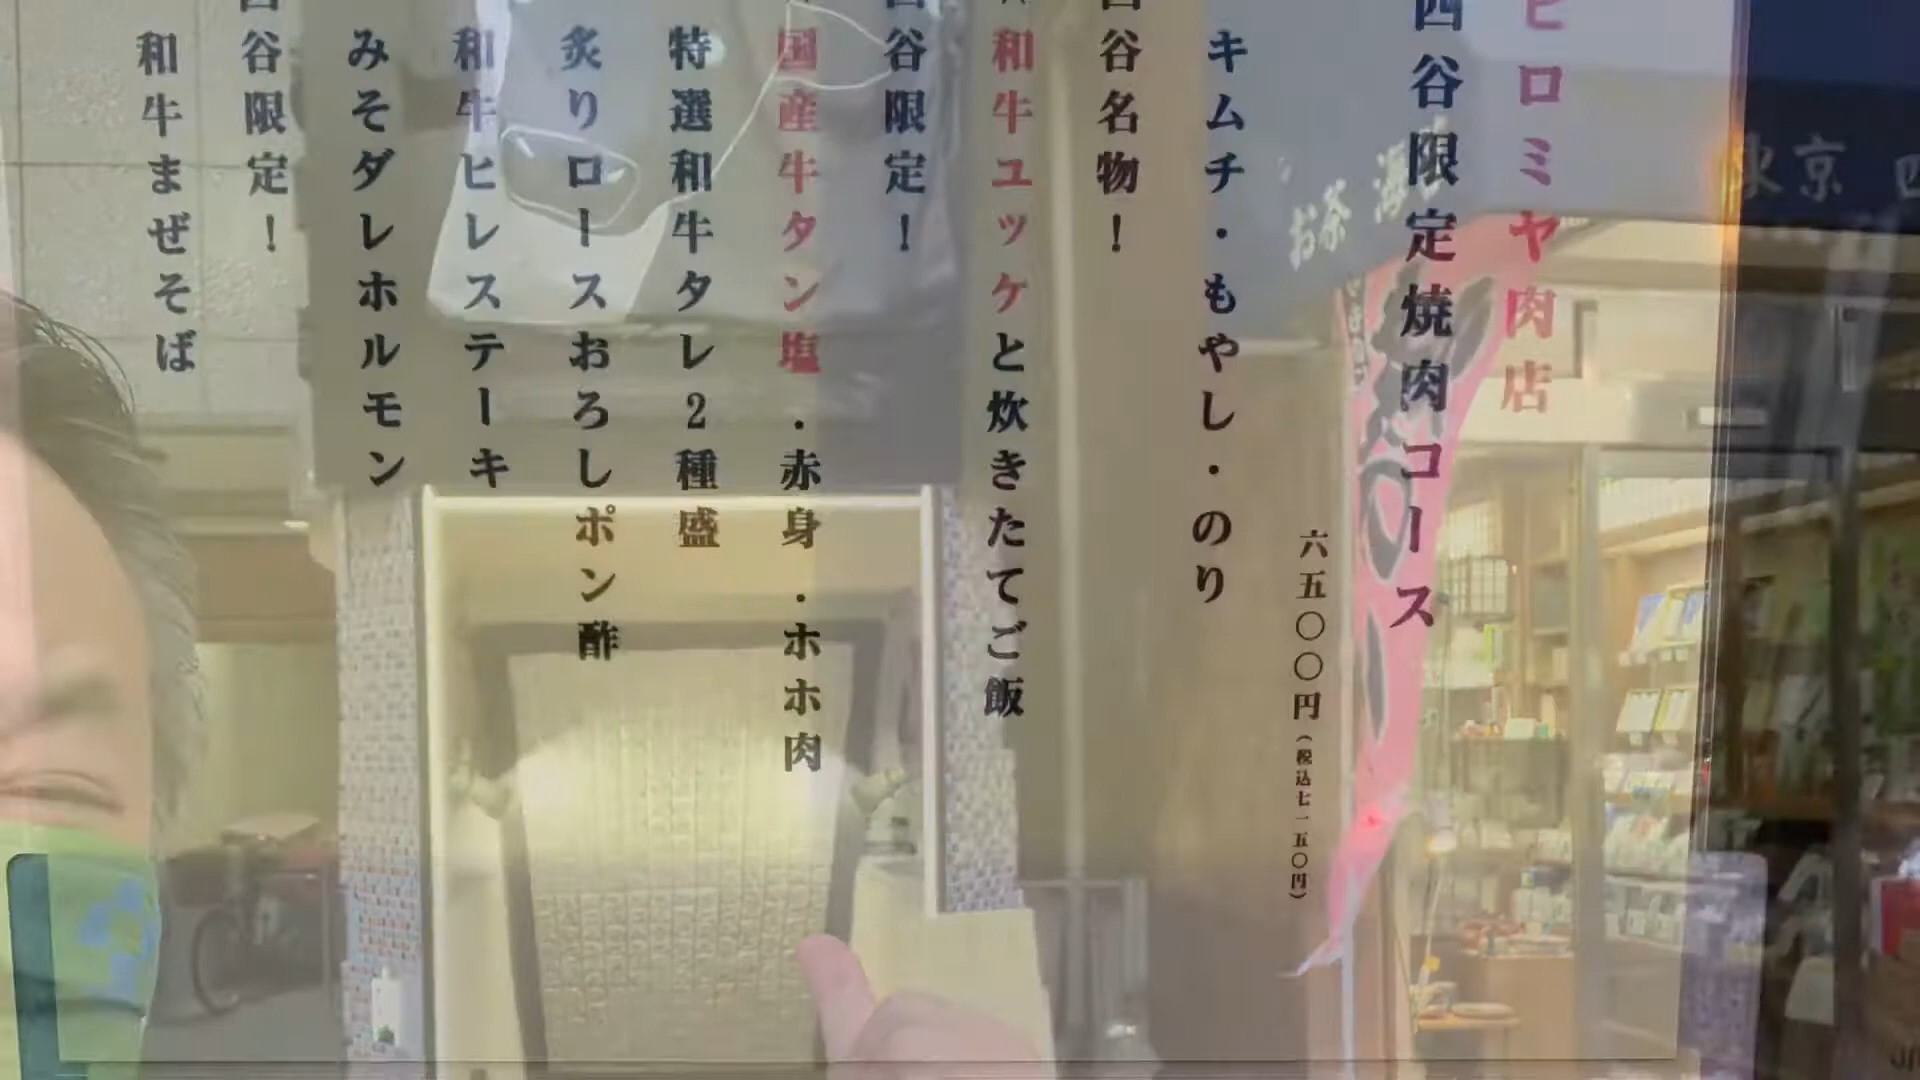 ヒロミヤ肉店
四谷限定焼肉コース
六五〇〇円(税込七一五〇円)
キムチ・もやし・のり
四谷名物!
和牛ユッケと炊きたてご飯
四谷限定!
国産牛タン塩・赤身・ホホ肉
特選和牛タレ2種盛
炙りロースおろしポン酢
和牛ヒレステーキ
みそダレホルモン
四谷限定!
和牛まぜそば
お茶
東京 四